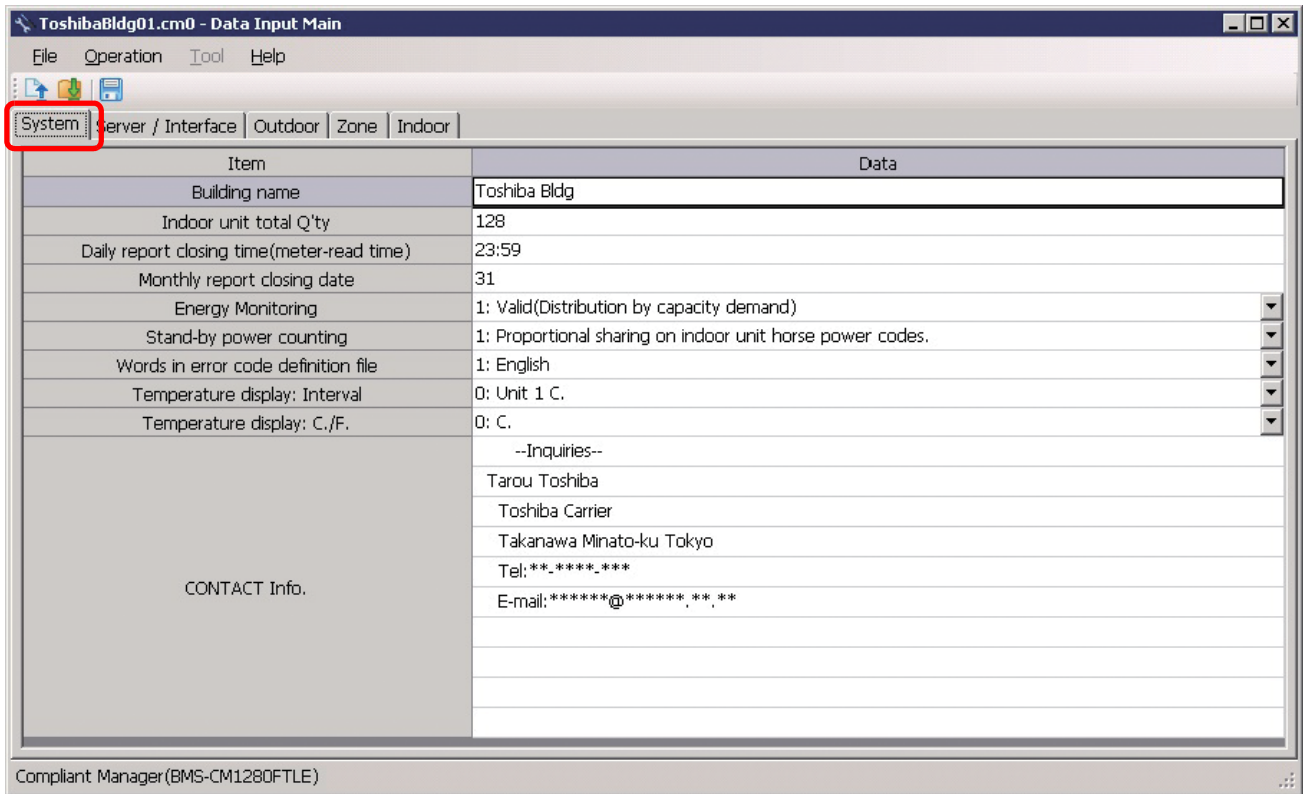 ToshibaBldg01.cm0 - Data Input Main
File Operation Tool Help
System Server / Interface Outdoor Zone Indoor
Item Data
Building name Toshiba Bldg
Indoor unit total Q'ty 128
Daily report closing time(meter-read time) 23:59
Monthly report closing date 31
Energy Monitoring 1: Valid(Distribution by capacity demand)
Stand-by power counting 1: Proportional sharing on indoor unit horse power codes.
Words in error code definition file 1: English
Temperature display: Interval 0: Unit 1 C.
Temperature display: C./F. 0: C.
CONTACT Info.
--Inquiries--
Tarou Toshiba
Toshiba Carrier
Takanawa Minato-ku Tokyo
Tel:**-****-***
E-mail:******@******.**.**
Compliant Manager(BMS-CM1280FTLE)